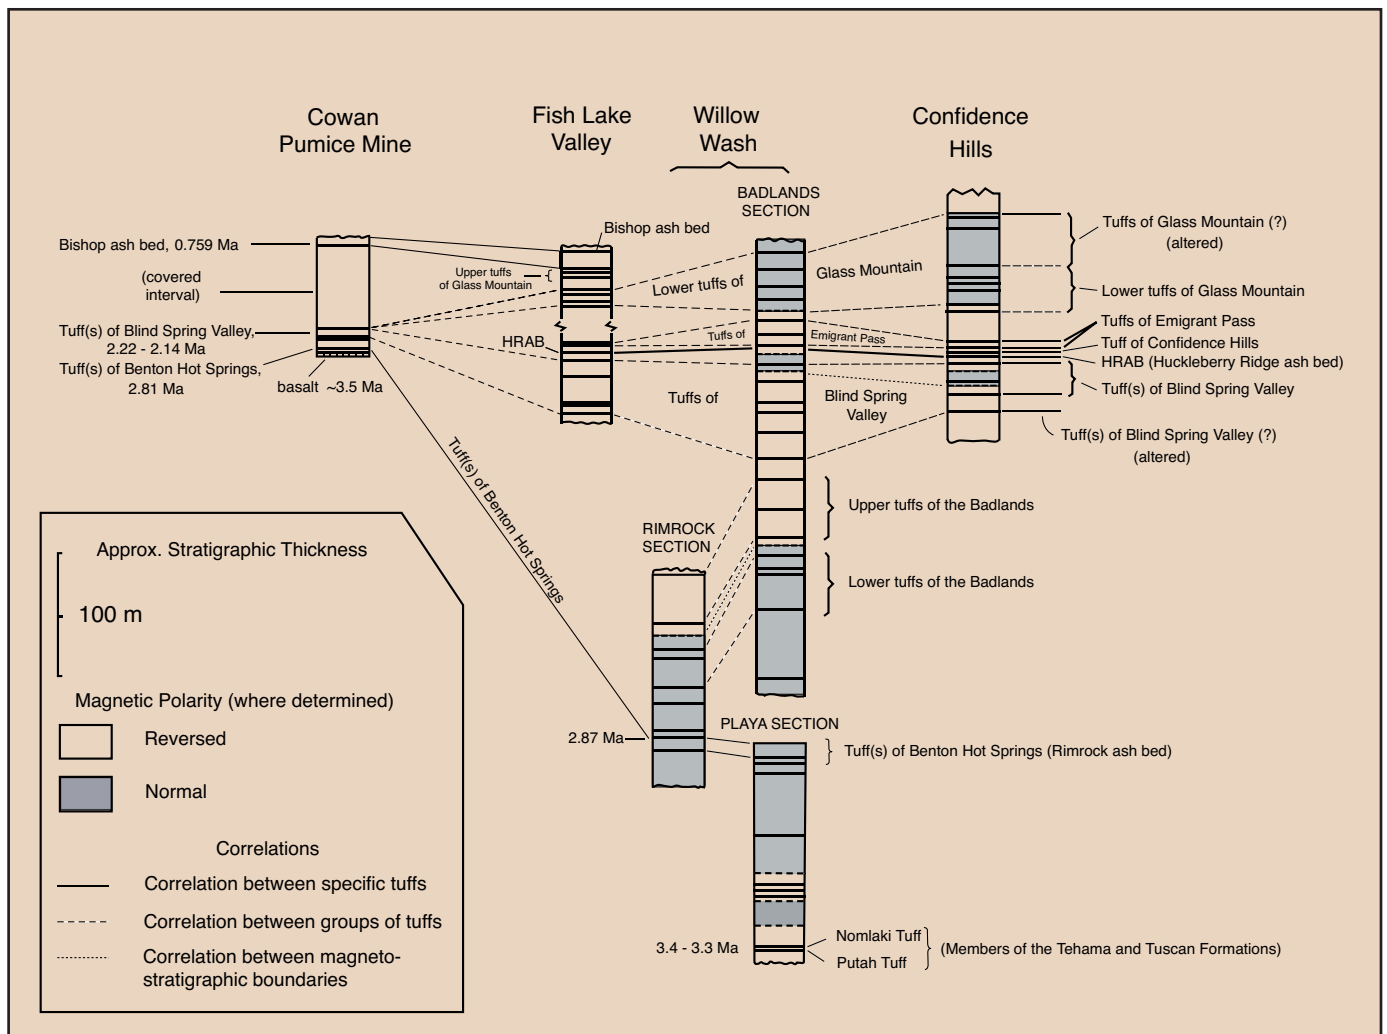 Cowan
Pumice Mine
Fish Lake
Valley
Willow
Wash
Confidence
Hills
BADLANDS
SECTION
Bishop ash bed, 0.759 Ma
(covered
interval)
Tuff(s) of Blind Spring Valley,
2.22 - 2.14 Ma
Tuff(s) of Benton Hot Springs,
2.81 Ma
basalt ~3.5 Ma
Bishop ash bed
Upper tuffs
of Glass Mountain
HRAB
Lower tuffs of
Glass Mountain
Tuffs of
Emigrant Pass
Tuffs of
Blind Spring
Valley
Tuffs of Glass Mountain (?)
(altered)
Lower tuffs of Glass Mountain
Tuffs of Emigrant Pass
Tuff of Confidence Hills
HRAB (Huckleberry Ridge ash bed)
Tuff(s) of Blind Spring Valley
Tuff(s) of Blind Spring Valley (?)
(altered)
Tuff(s) of Benton Hot Springs
Upper tuffs of the Badlands
Lower tuffs of the Badlands
RIMROCK
SECTION
2.87 Ma
PLAYA SECTION
Tuff(s) of Benton Hot Springs (Rimrock ash bed)
3.4 - 3.3 Ma
Nomlaki Tuff
Putah Tuff
(Members of the Tehama and Tuscan Formations)
Approx. Stratigraphic Thickness
100 m
Magnetic Polarity (where determined)
Reversed
Normal
Correlations
Correlation between specific tuffs
Correlation between groups of tuffs
Correlation between magneto-
stratigraphic boundaries